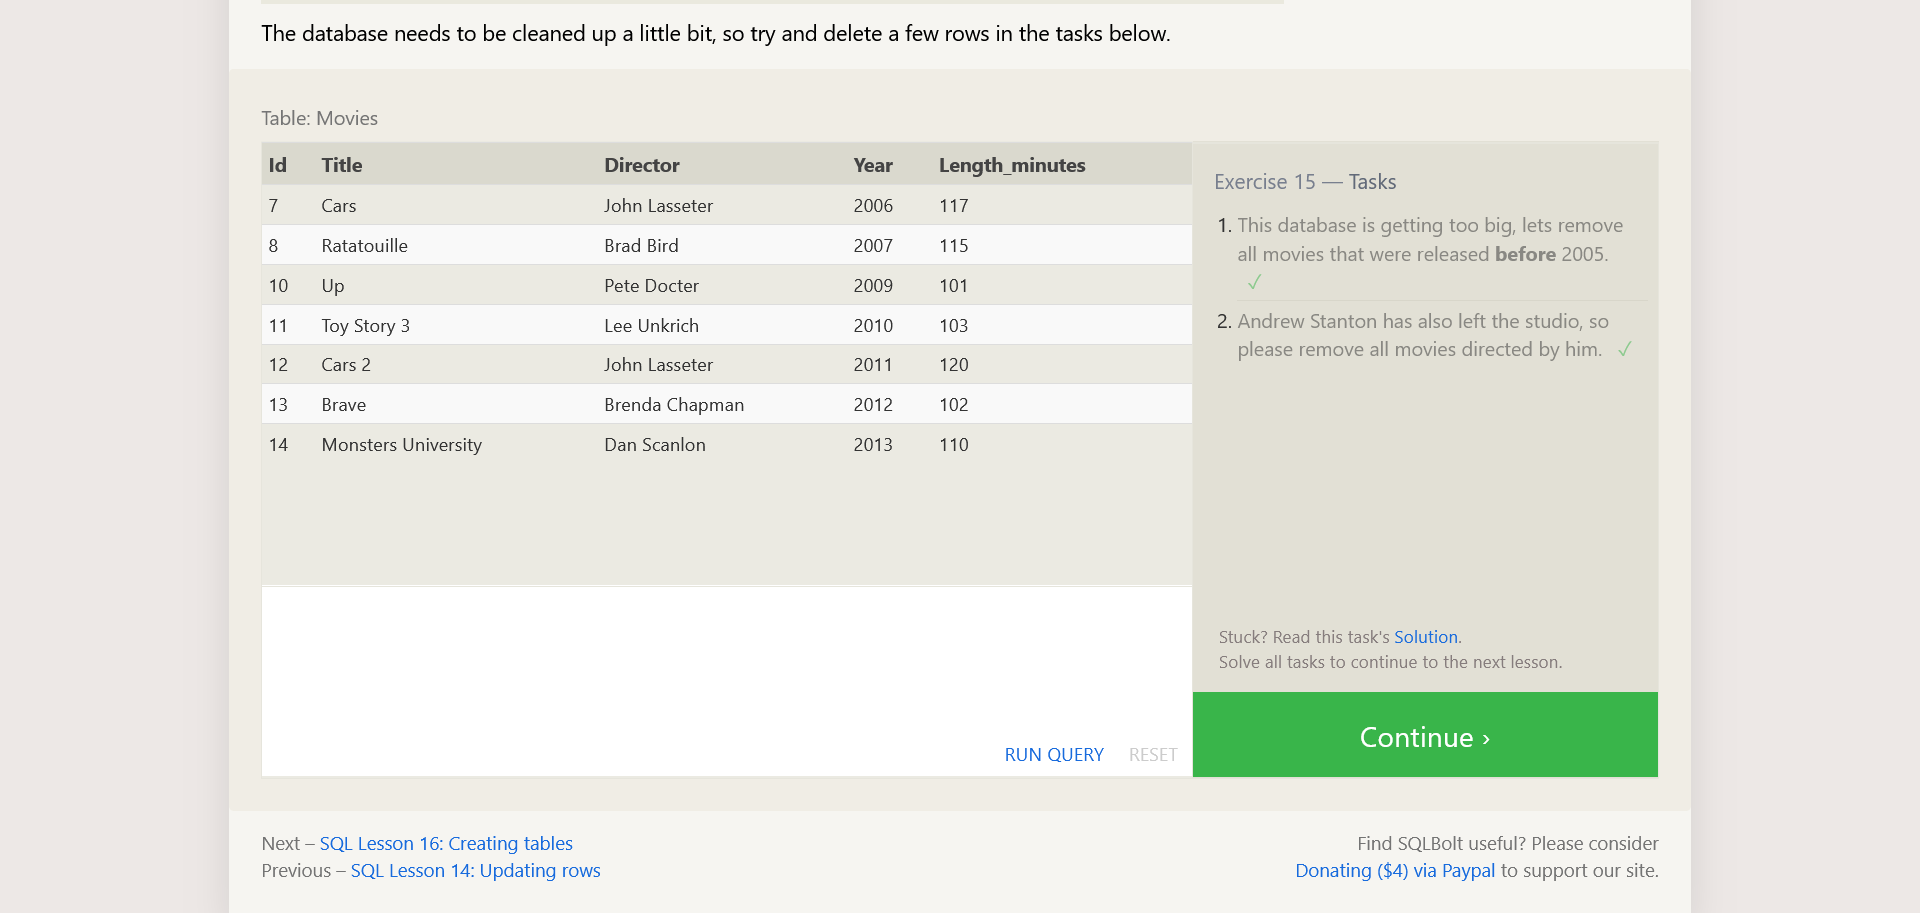 The database needs to be cleaned up a little bit, so try and delete a few rows in the tasks below.
Table: Movies
Id Title Director Year Length_minutes
7 Cars John Lasseter 2006 117
8 Ratatouille Brad Bird 2007 115
10 Up Pete Docter 2009 101
11 Toy Story 3 Lee Unkrich 2010 103
12 Cars 2 John Lasseter 2011 120
13 Brave Brenda Chapman 2012 102
14 Monsters University Dan Scanlon 2013 110
RUN QUERY RESET
Exercise 15 — Tasks
1. This database is getting too big, lets remove
all movies that were released before 2005.
✓
2. Andrew Stanton has also left the studio, so
please remove all movies directed by him. ✓
Stuck? Read this task's Solution.
Solve all tasks to continue to the next lesson.
Continue ›
Next – SQL Lesson 16: Creating tables
Previous – SQL Lesson 14: Updating rows
Find SQLBolt useful? Please consider
Donating ($4) via Paypal to support our site.